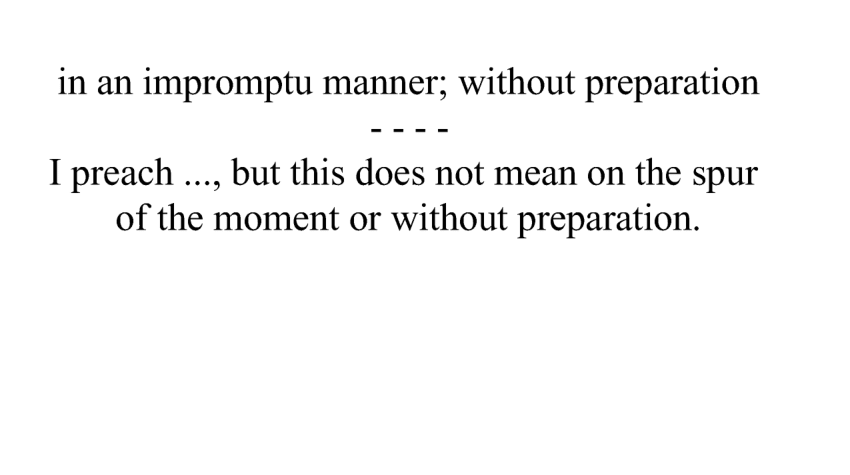 in an impromptu manner; without preparation
- - - -
I preach ..., but this does not mean on the spur
of the moment or without preparation.